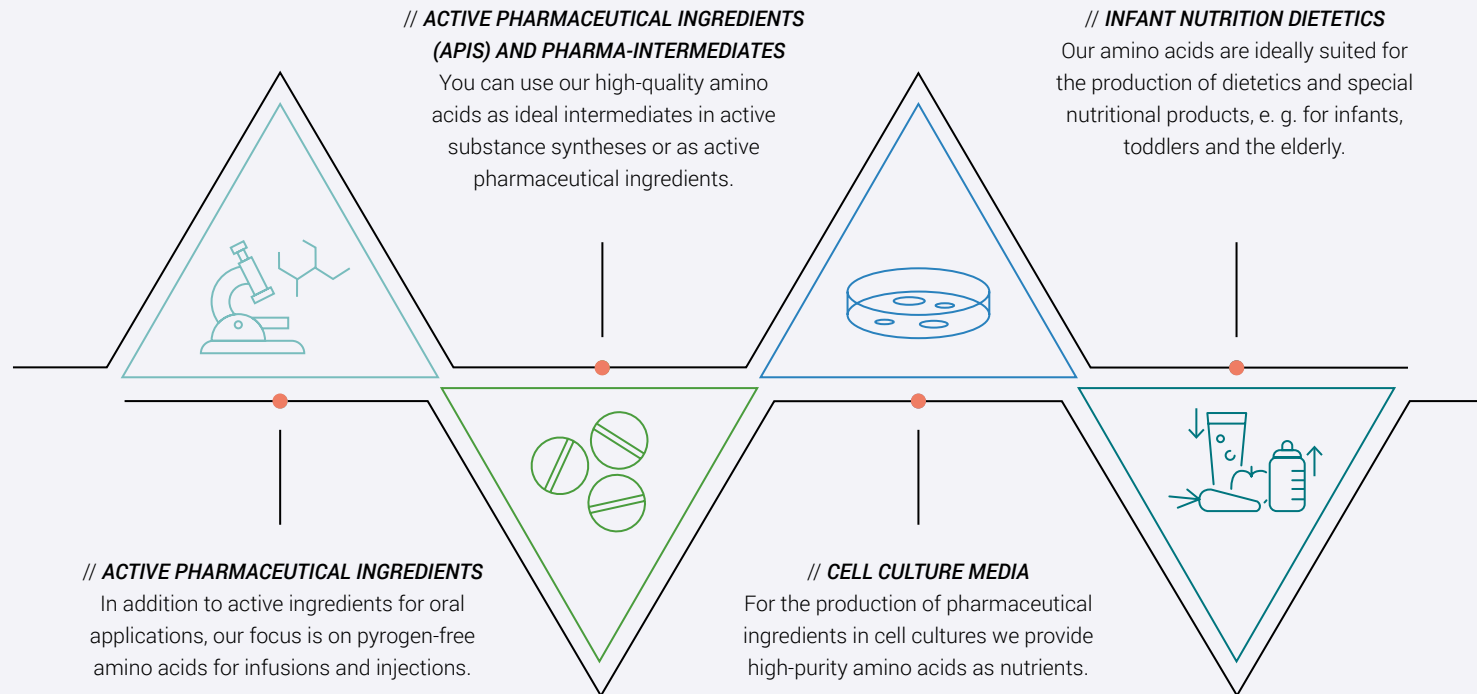 // ACTIVE PHARMACEUTICAL INGREDIENTS
(APIS) AND PHARMA-INTERMEDIATES
You can use our high-quality amino
acids as ideal intermediates in active
substance syntheses or as active
pharmaceutical ingredients.
// INFANT NUTRITION DIETETICS
Our amino acids are ideally suited for
the production of dietetics and special
nutritional products, e. g. for infants,
toddlers and the elderly.
// ACTIVE PHARMACEUTICAL INGREDIENTS
In addition to active ingredients for oral
applications, our focus is on pyrogen-free
amino acids for infusions and injections.
// CELL CULTURE MEDIA
For the production of pharmaceutical
ingredients in cell cultures we provide
high-purity amino acids as nutrients.